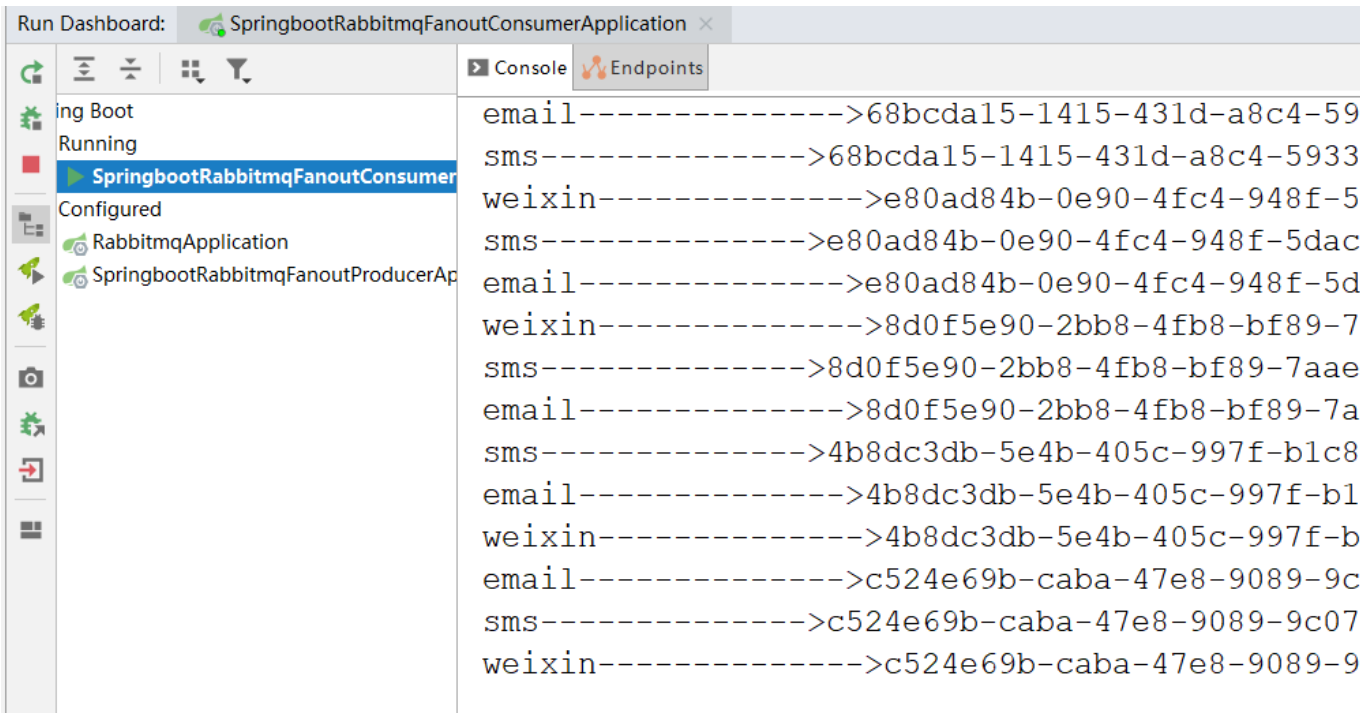 Run Dashboard: SpringbootRabbitmqFanoutConsumerApplication ×
Console Endpoints
ing Boot
Running
SpringbootRabbitmqFanoutConsumer
Configured
RabbitmqApplication
SpringbootRabbitmqFanoutProducerAp
email-------------->68bcda15-1415-431d-a8c4-59
sms-------------->68bcda15-1415-431d-a8c4-5933
weixin-------------->e80ad84b-0e90-4fc4-948f-5
sms-------------->e80ad84b-0e90-4fc4-948f-5dac
email-------------->e80ad84b-0e90-4fc4-948f-5d
weixin-------------->8d0f5e90-2bb8-4fb8-bf89-7
sms-------------->8d0f5e90-2bb8-4fb8-bf89-7aae
email-------------->8d0f5e90-2bb8-4fb8-bf89-7a
sms-------------->4b8dc3db-5e4b-405c-997f-b1c8
email-------------->4b8dc3db-5e4b-405c-997f-b1
weixin-------------->4b8dc3db-5e4b-405c-997f-b
email-------------->c524e69b-caba-47e8-9089-9c
sms-------------->c524e69b-caba-47e8-9089-9c07
weixin-------------->c524e69b-caba-47e8-9089-9